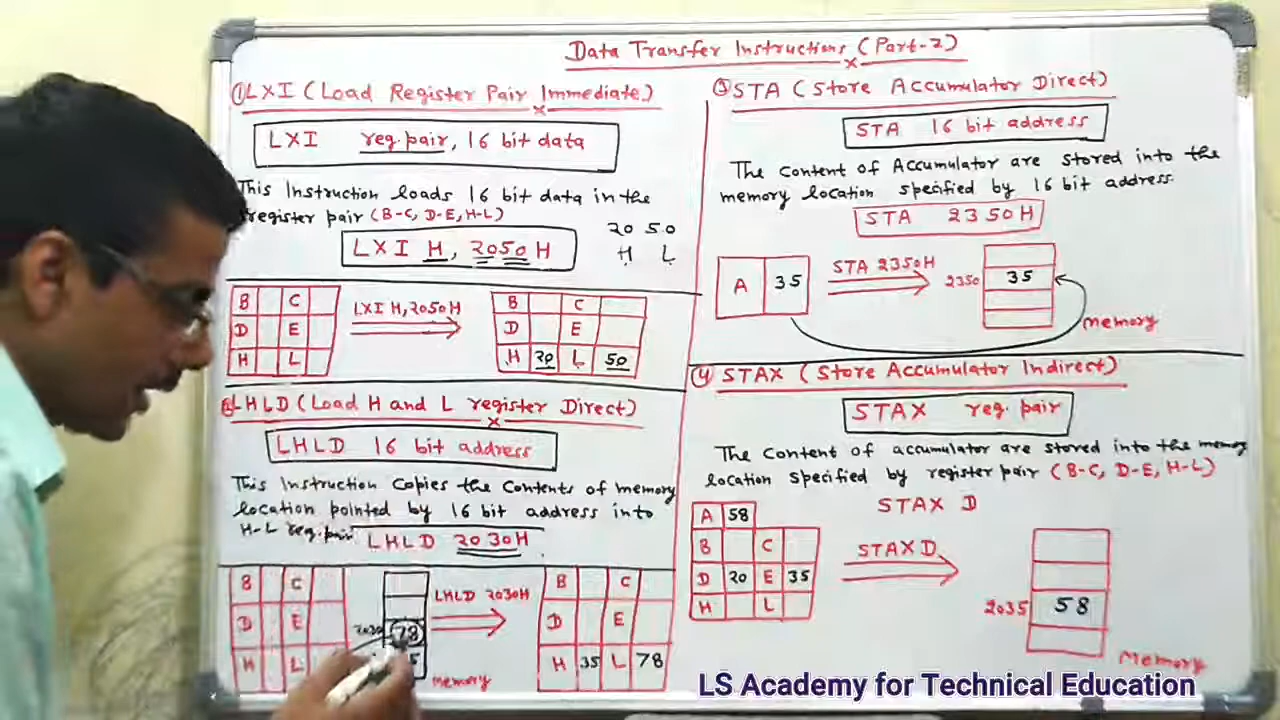 Data Transfer Instructions (Part-2)
① LXI (Load Register Pair Immediate)
LXI reg. pair, 16 bit data
This Instruction loads 16 bit data in the
register pair (B-C, D-E, H-L)
20 50
H L
LXI H, 2050 H
B C
D E
H L
LXI H, 2050H
B C
D E
H 20 L 50
② LHLD (Load H and L register Direct)
LHLD 16 bit address
This Instruction copies the contents of memory
location pointed by 16 bit address into
H-L reg. pair
LHLD 2030H
B C
D E
H L
2030 78
memory
LHLD 2030H
B C
D E
H 35 L 78
③ STA (Store Accumulator Direct)
STA 16 bit address
The content of Accumulator are stored into the
memory location specified by 16 bit address.
STA 2350H
A 35
STA 2350H
2350 35
memory
④ STAX (Store Accumulator Indirect)
STAX reg. pair
The content of accumulator are stored into the memory
location specified by register pair (B-C, D-E, H-L)
STAX D
A 58
B C
D 20 E 35
H L
STAX D
2035 58
Memory
LS Academy for Technical Education